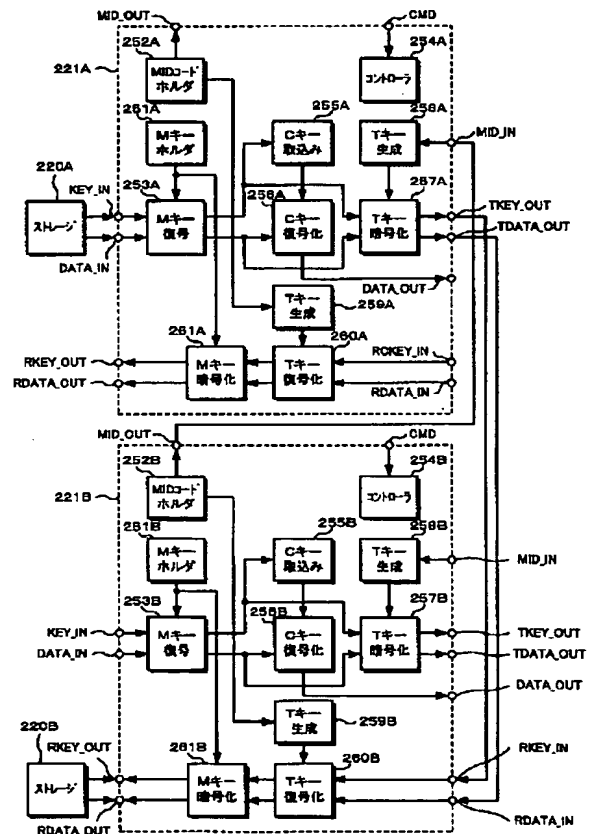 MID_OUT
CMD
252A
254A
221A
MIDコード
ホルダ
コントローラ
251A
255A
258A
MID_IN
Mキー
ホルダ
Cキー
取込み
Tキー
生成
220A
KEY_IN
253A
256A
257A
TKEY_OUT
ストレージ
Mキー
復号
Cキー
復号化
Tキー
暗号化
TDATA_OUT
DATA_IN
DATA_OUT
Tキー
生成
259A
261A
260A
RKEY_OUT
Mキー
暗号化
Tキー
復号化
RCKEY_IN
RDATA_OUT
RDATA_IN
MID_OUT
CMD
252B
254B
221B
MIDコード
ホルダ
コントローラ
255B
Mキー
ホルダ
Cキー
取込み
Tキー
生成
MID_IN
253B
257B
KEY_IN
Mキー
復号
Cキー
復号化
Tキー
暗号化
TKEY_OUT
DATA_IN
TDATA_OUT
DATA_OUT
220B
RKEY_OUT
Tキー
生成
259B
261B
260B
RKEY_IN
ストレージ
Mキー
暗号化
Tキー
復号化
RDATA_OUT
RDATA_IN